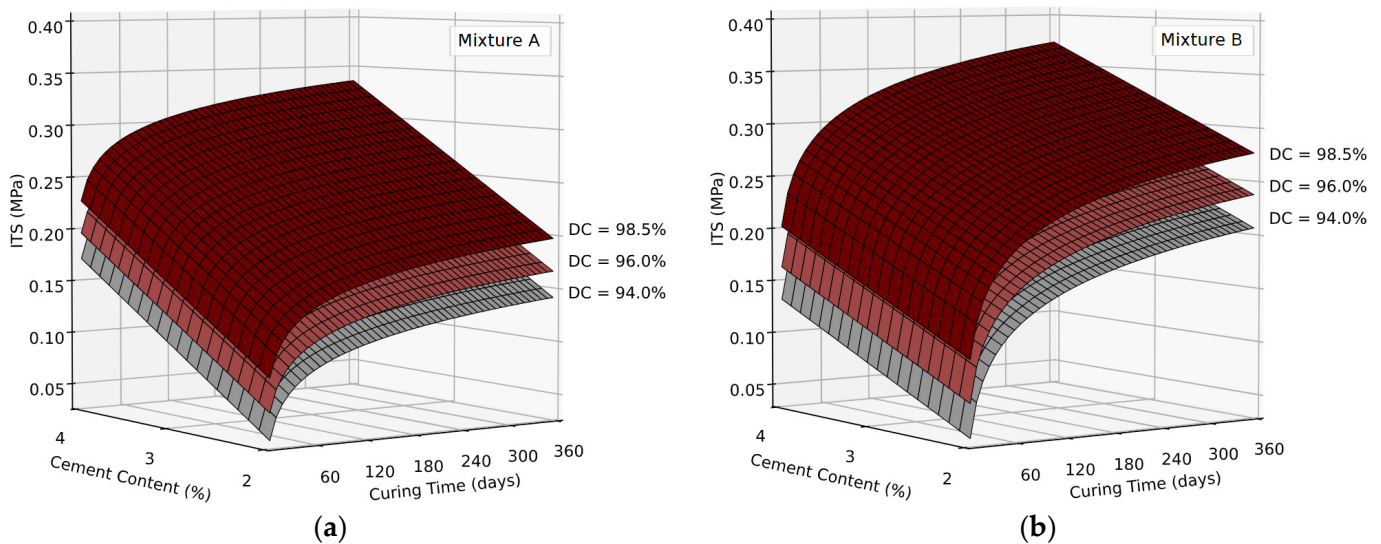 Mixture A
ITS (MPa)
0.40
0.35
0.30
0.25
0.20
0.15
0.10
0.05
DC = 98.5%
DC = 96.0%
DC = 94.0%
4
3
2
Cement Content (%)
60
120
180
240
300
360
Curing Time (days)
(a)
Mixture B
ITS (MPa)
0.40
0.35
0.30
0.25
0.20
0.15
0.10
0.05
DC = 98.5%
DC = 96.0%
DC = 94.0%
4
3
2
Cement Content (%)
60
120
180
240
300
360
Curing Time (days)
(b)